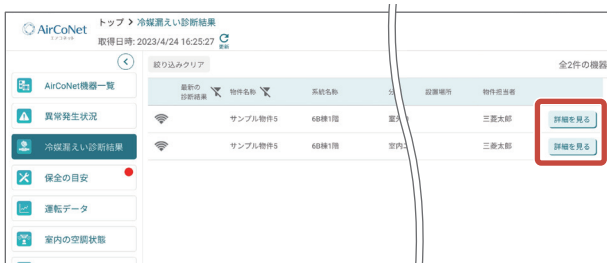 AirCoNet
エアコネット
トップ > 冷媒漏えい診断結果
取得日時: 2023/4/24 16:25:27
更新
絞り込みクリア
全2件の機器
AirCoNet機器一覧
異常発生状況
冷媒漏えい診断結果
保全の目安
運転データ
室内の空調状態
最新の
診断結果
物件名称
系統名称
設置場所
物件担当者
サンプル物件5
6B棟1階
三菱太郎
詳細を見る
サンプル物件5
6B棟1階
三菱太郎
詳細を見る